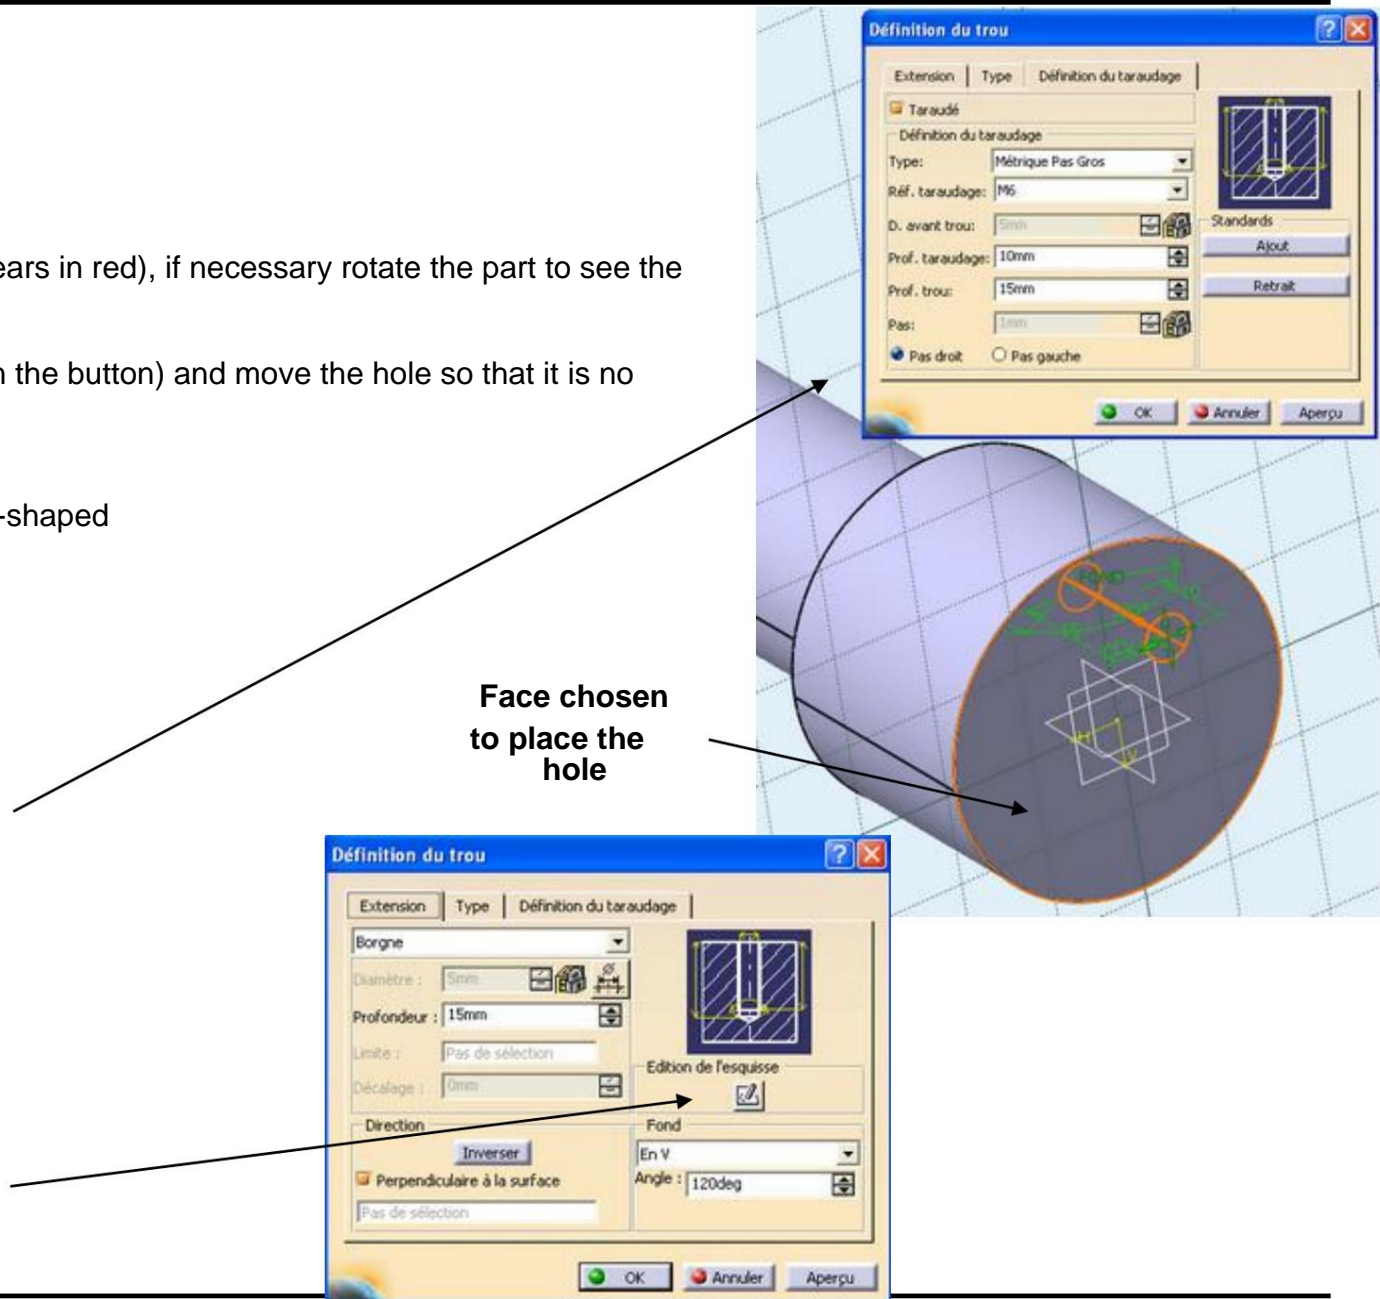 ears in red), if necessary rotate the part to see the
n the button) and move the hole so that it is no
-shaped
Définition du trou
Extension Type Définition du taraudage
Taraudé
Définition du taraudage
Type: Métrique Pas Gros
Réf. taraudage: M6
D. avant trou: 5mm
Prof. taraudage: 10mm
Prof. trou: 15mm
Pas: 1mm
Pas droit Pas gauche
Standards
Ajout
Retrait
OK Annuler Aperçu
FOND
10
H
V
Face chosen
to place the
hole
Définition du trou
Extension Type Définition du taraudage
Borgne
Diamètre : 5mm
Profondeur : 15mm
Limite : Pas de sélection
Décalage : 0mm
Edition de l'esquisse
Direction
Inverser
Perpendiculaire à la surface
Pas de sélection
Fond
En V
Angle : 120deg
OK Annuler Aperçu